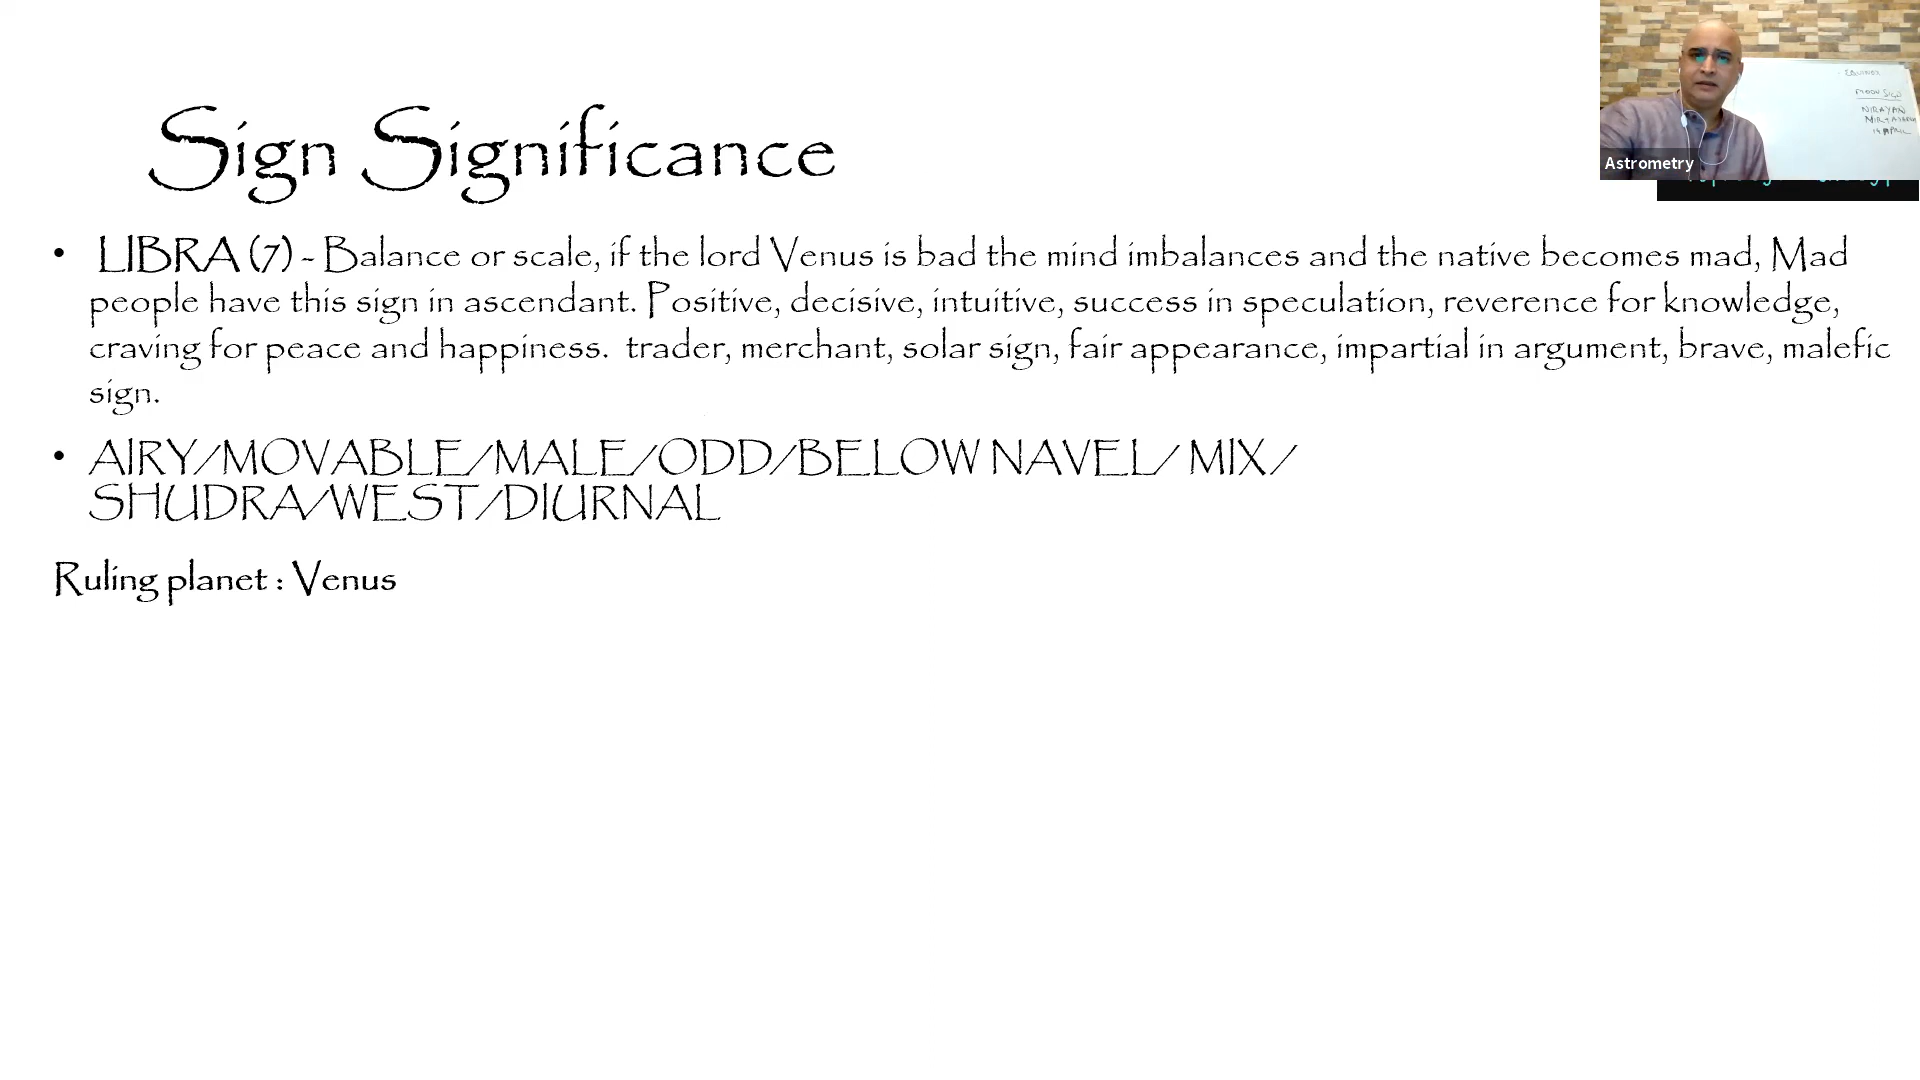 Sign Significance
• LIBRA (7) - Balance or scale, if the lord Venus is bad the mind imbalances and the native becomes mad, Mad
people have this sign in ascendant. Positive, decisive, intuitive, success in speculation, reverence for knowledge,
craving for peace and happiness.  trader, merchant, solar sign, fair appearance, impartial in argument, brave, malefic
sign.
• AIRY/MOVABLE/MALE/ODD/BELOW NAVEL/ MIX/
SHUDRA/WEST/DIURNAL
Ruling planet : Venus
EQUINOX
MOON SIGN
NIRAYAN
14 APRIL
Astrometry